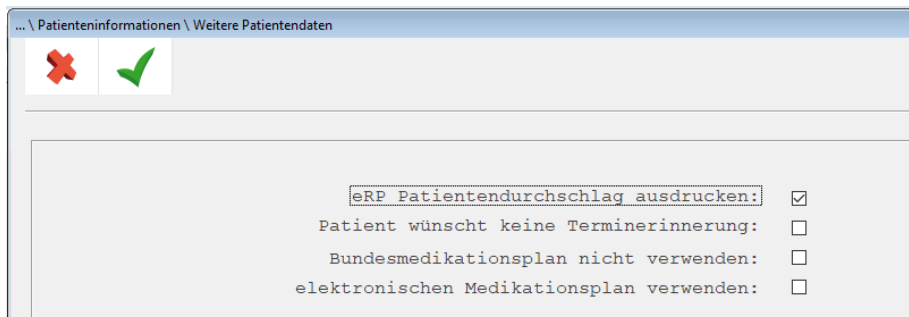 ... \ Patienteninformationen \ Weitere Patientendaten
eRP Patientendurchschlag ausdrucken:
Patient wünscht keine Terminerinnerung:
Bundesmedikationsplan nicht verwenden:
elektronischen Medikationsplan verwenden: